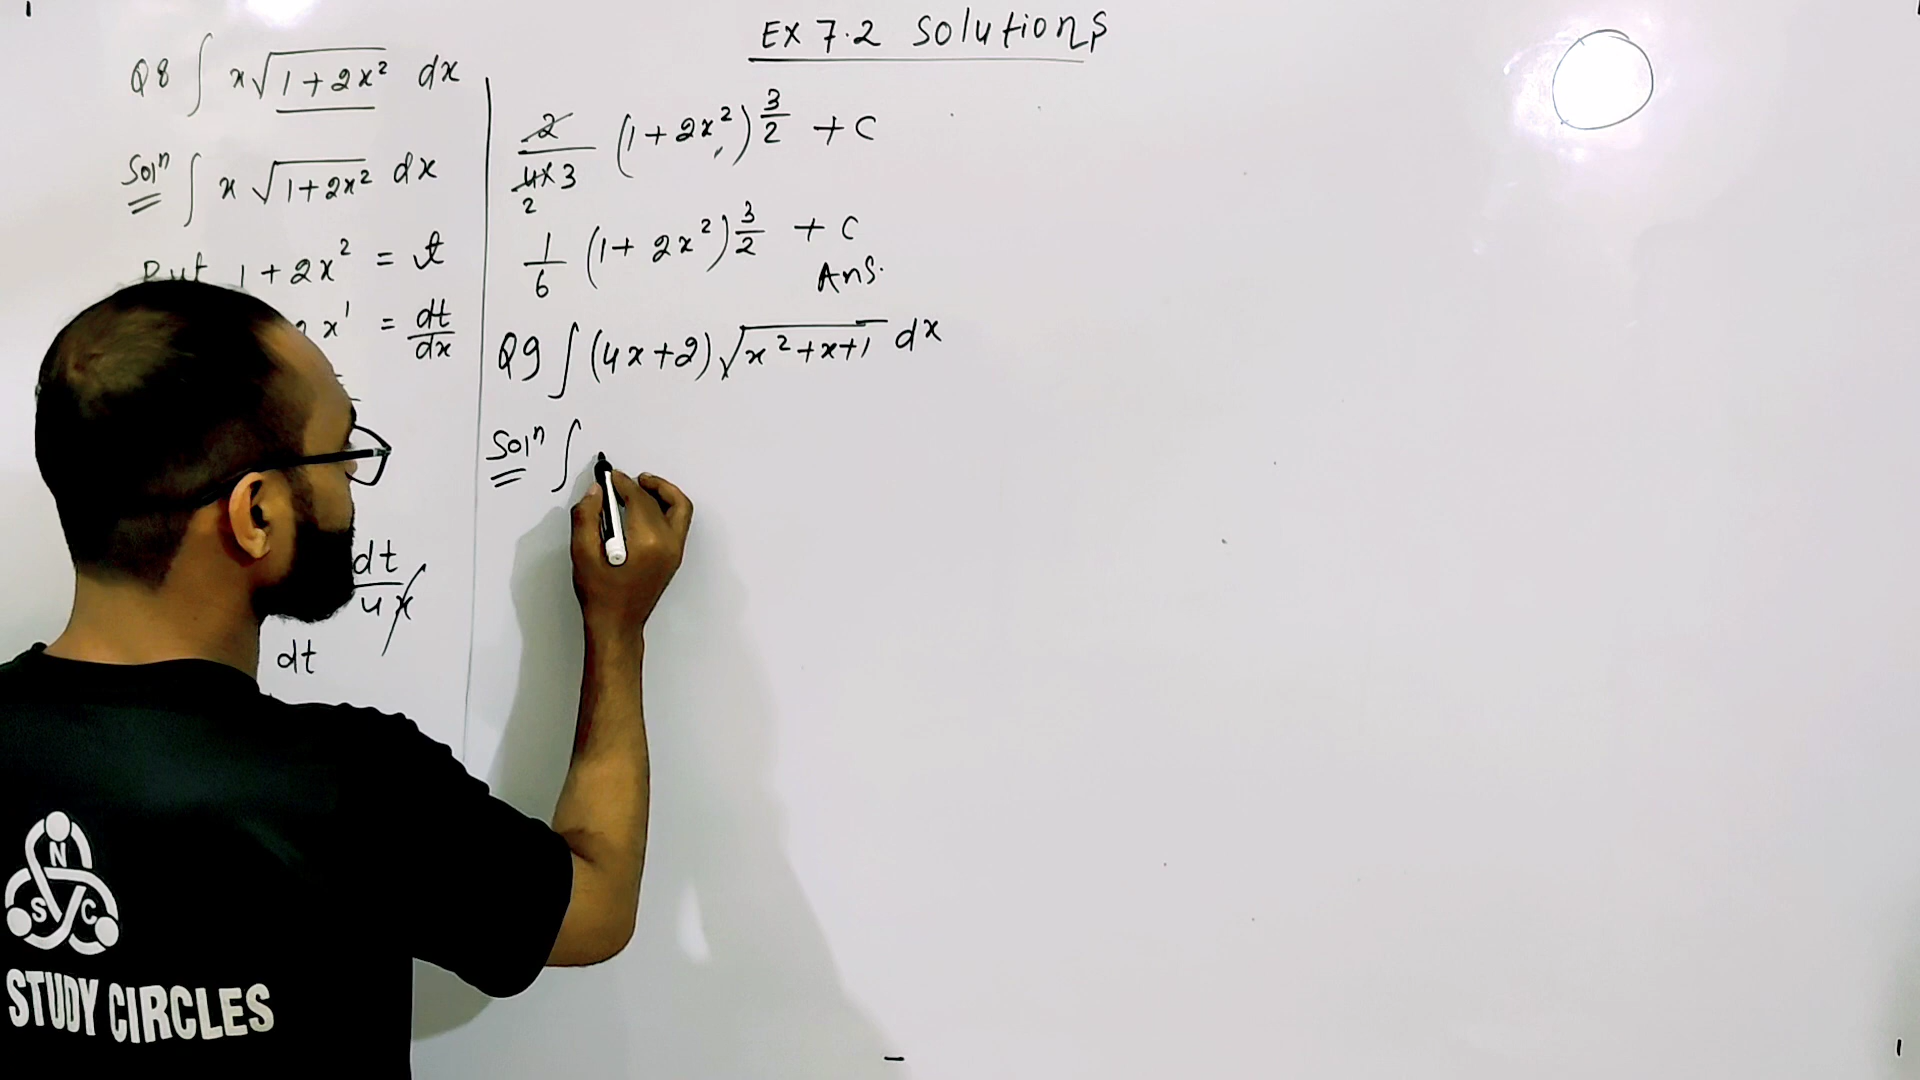 Ex 7.2 Solutions
Q8 ∫ x√(1+2x²) dx
Solⁿ ∫ x √(1+2x²) dx
Put 1+2x² = t
x¹ = dt/dx
dt/4x
dt
2/(4×3) (1+2x²)^(3/2) + C
2
1/6 (1+2x²)^(3/2) + C
Ans.
Q9 ∫ (4x+2) √(x²+x+1) dx
Solⁿ ∫
N
S C
STUDY CIRCLES